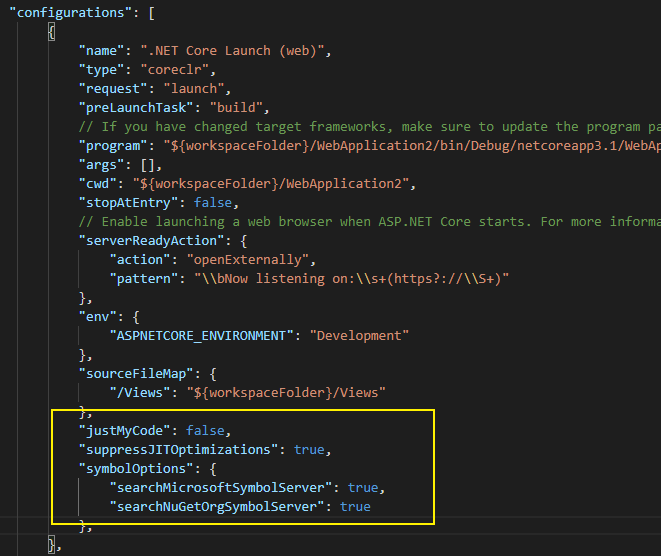 "configurations": [
{
"name": ".NET Core Launch (web)",
"type": "coreclr",
"request": "launch",
"preLaunchTask": "build",
// If you have changed target frameworks, make sure to update the program pa
"program": "${workspaceFolder}/WebApplication2/bin/Debug/netcoreapp3.1/WebAp
"args": [],
"cwd": "${workspaceFolder}/WebApplication2",
"stopAtEntry": false,
// Enable launching a web browser when ASP.NET Core starts. For more informa
"serverReadyAction": {
"action": "openExternally",
"pattern": "\\bNow listening on:\\s+(https?://\\S+)"
},
"env": {
"ASPNETCORE_ENVIRONMENT": "Development"
},
"sourceFileMap": {
"/Views": "${workspaceFolder}/Views"
},
"justMyCode": false,
"suppressJITOptimizations": true,
"symbolOptions": {
"searchMicrosoftSymbolServer": true,
"searchNuGetOrgSymbolServer": true
},
},